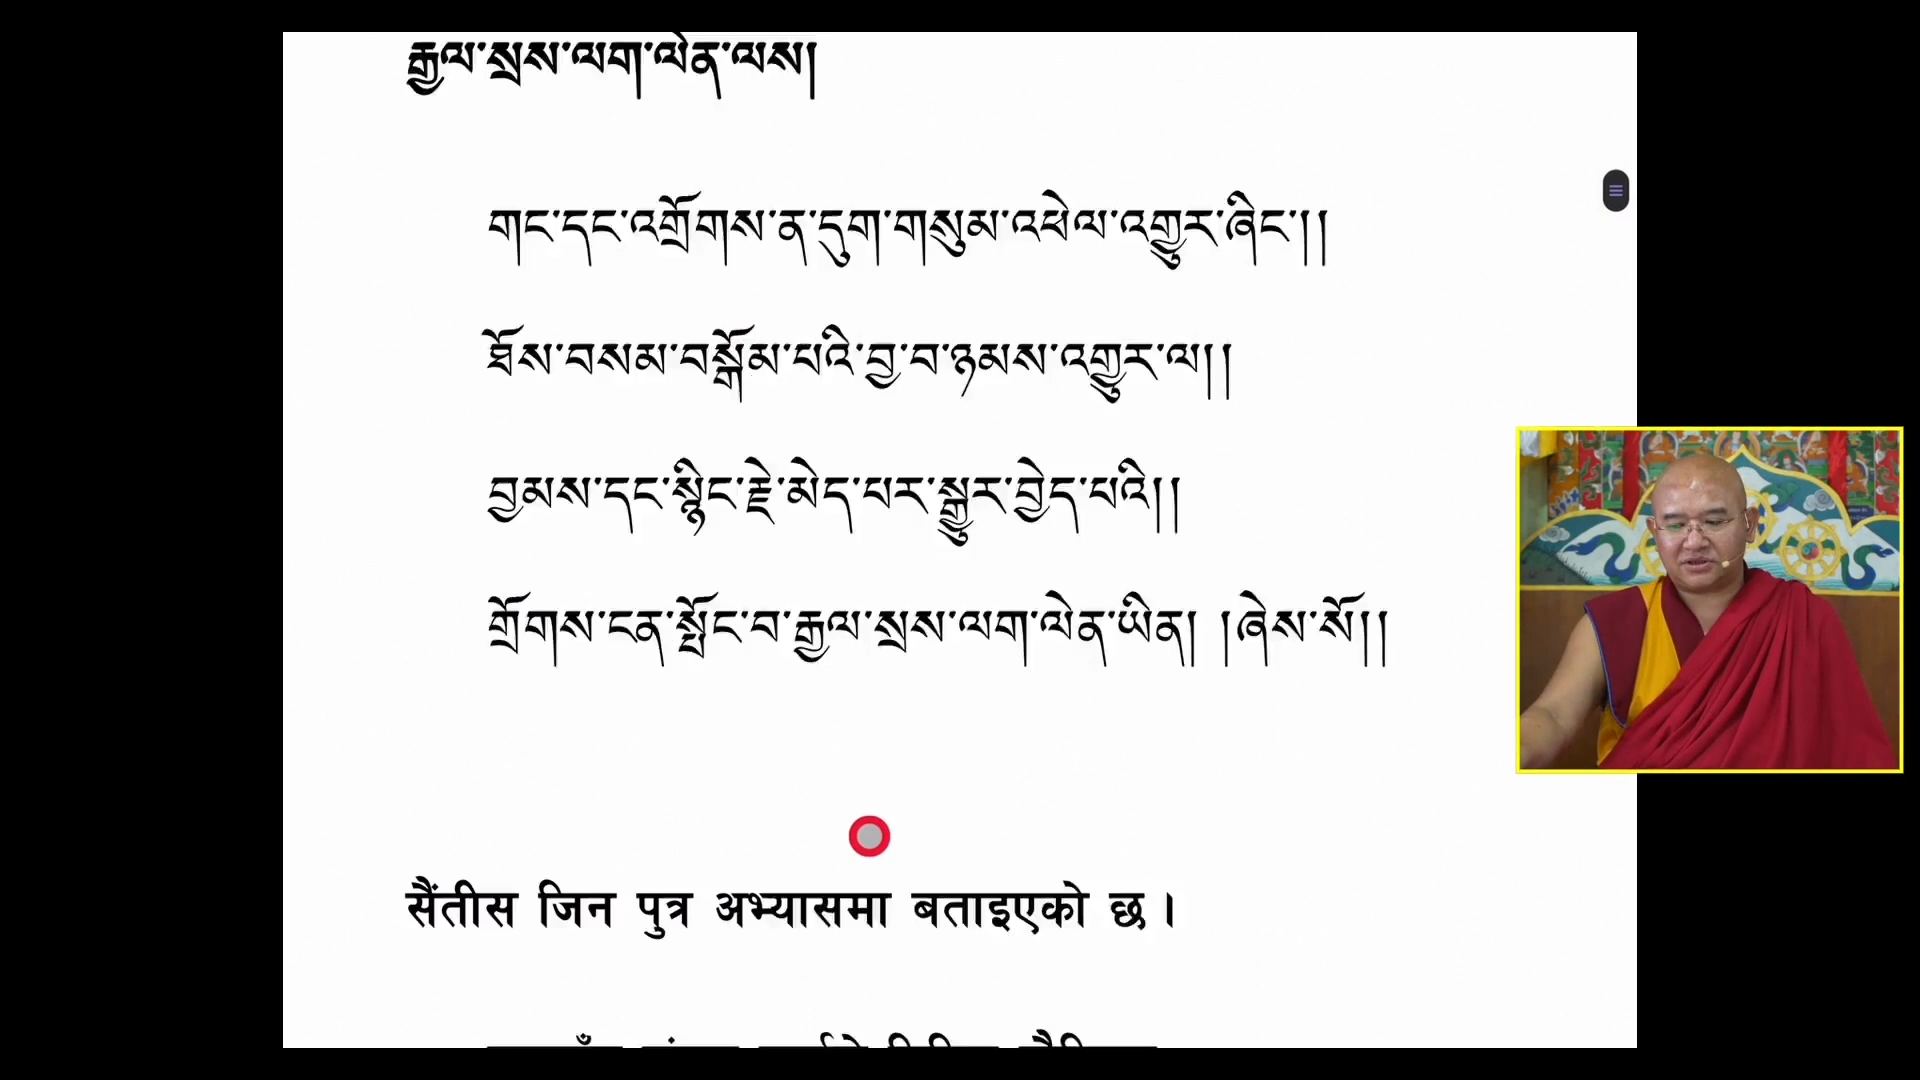 རྒྱལ་སྲས་ལག་ལེན་ལས།
གང་དང་འགྲོགས་ན་དུག་གསུམ་འཕེལ་འགྱུར་ཞིང་།།
ཐོས་བསམ་བསྒོམ་པའི་བྱ་བ་ཉམས་འགྱུར་ལ།།
བྱམས་དང་སྙིང་རྗེ་མེད་པར་སྒྱུར་བྱེད་པའི།།
གྲོགས་ངན་སྤོང་བ་རྒྱལ་སྲས་ལག་ལེན་ཡིན། །ཞེས་སོ།།
सैंतीस जिन पुत्र अभ्यासमा बताइएको छ ।